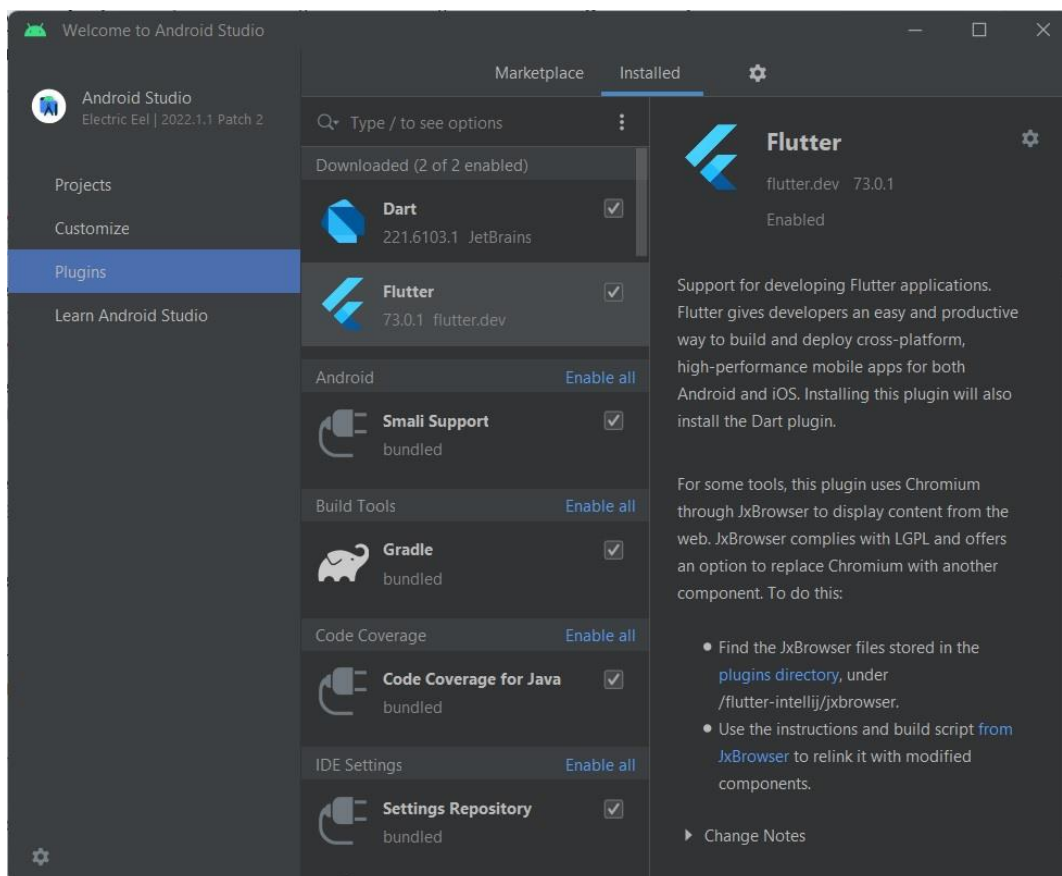 Welcome to Android Studio
Android Studio
Electric Eel | 2022.1.1 Patch 2
Projects
Customize
Plugins
Learn Android Studio
Marketplace
Installed
Type / to see options
Downloaded (2 of 2 enabled)
Dart
221.6103.1 JetBrains
Flutter
73.0.1 flutter.dev
Android Enable all
Smali Support
bundled
Build Tools Enable all
Gradle
bundled
Code Coverage Enable all
Code Coverage for Java
bundled
IDE Settings Enable all
Settings Repository
bundled
Flutter
flutter.dev 73.0.1
Enabled
Support for developing Flutter applications.
Flutter gives developers an easy and productive
way to build and deploy cross-platform,
high-performance mobile apps for both
Android and iOS. Installing this plugin will also
install the Dart plugin.
For some tools, this plugin uses Chromium
through JxBrowser to display content from the
web. JxBrowser complies with LGPL and offers
an option to replace Chromium with another
component. To do this:
• Find the JxBrowser files stored in the
plugins directory, under
/flutter-intellij/jxbrowser.
• Use the instructions and build script from
JxBrowser to relink it with modified
components.
Change Notes